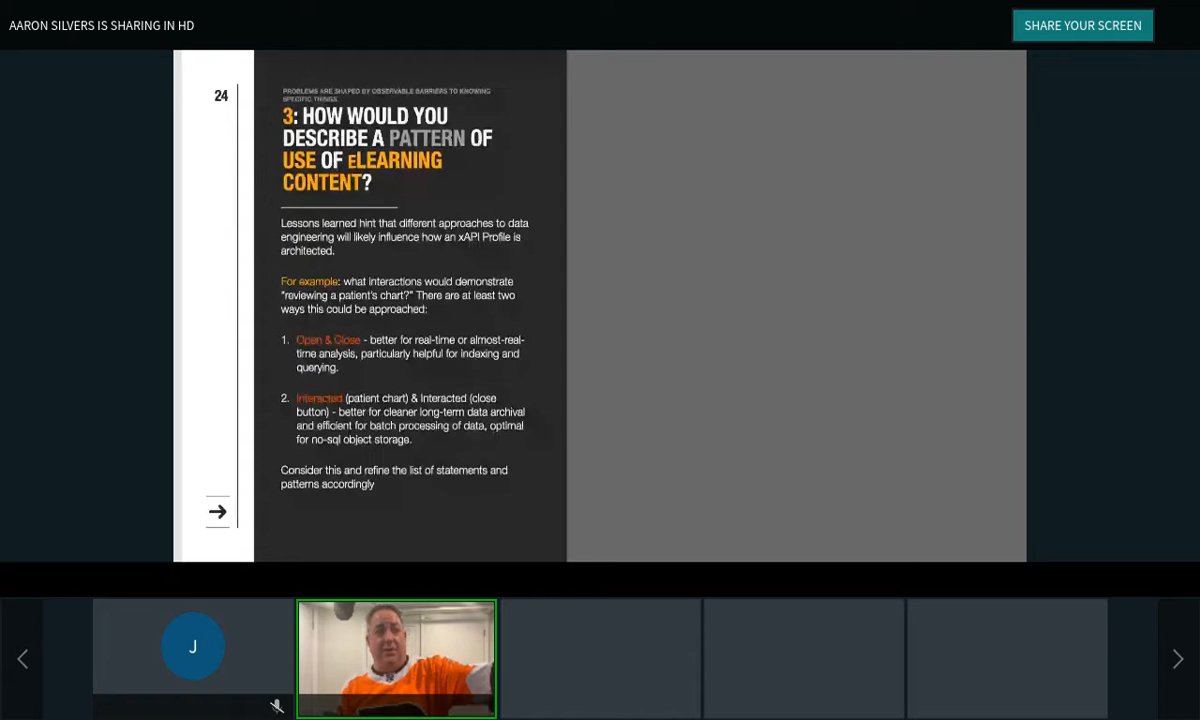 AARON SILVERS IS SHARING IN HD
SHARE YOUR SCREEN
24
PROBLEMS ARE SHAPED BY OBSERVABLE BARRIERS TO KNOWING
SPECIFIC THINGS.
3: HOW WOULD YOU
DESCRIBE A PATTERN OF
USE OF eLEARNING
CONTENT?
Lessons learned hint that different approaches to data
engineering will likely influence how an xAPI Profile is
architected.
For example: what interactions would demonstrate
"reviewing a patient's chart?" There are at least two
ways this could be approached:
1. Open & Close - better for real-time or almost-real-
time analysis, particularly helpful for indexing and
querying.
2. Interacted (patient chart) & Interacted (close
button) - better for cleaner long-term data archival
and efficient for batch processing of data, optimal
for no-sql object storage.
Consider this and refine the list of statements and
patterns accordingly
J